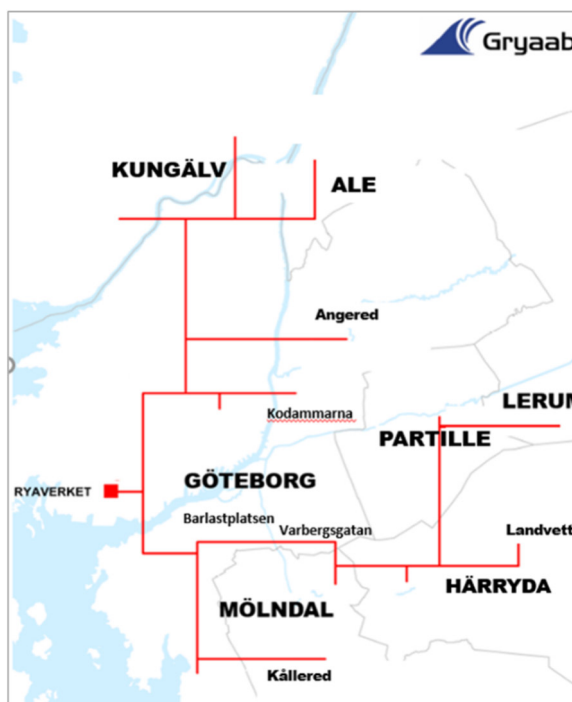 Gryaab
KUNGÄLV
ALE
Angered
LERUM
Kodammarna
PARTILLE
GÖTEBORG
RYAVERKET
Barlastplatsen
Varbergsgatan
Landvett
HÄRRYDA
MÖLNDAL
Kållered